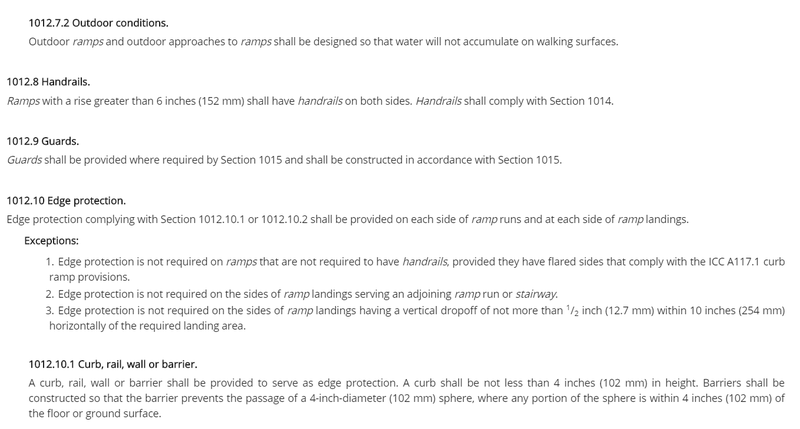 1012.7.2 Outdoor conditions.
Outdoor ramps and outdoor approaches to ramps shall be designed so that water will not accumulate on walking surfaces.
1012.8 Handrails.
Ramps with a rise greater than 6 inches (152 mm) shall have handrails on both sides. Handrails shall comply with Section 1014.
1012.9 Guards.
Guards shall be provided where required by Section 1015 and shall be constructed in accordance with Section 1015.
1012.10 Edge protection.
Edge protection complying with Section 1012.10.1 or 1012.10.2 shall be provided on each side of ramp runs and at each side of ramp landings.
Exceptions:
1. Edge protection is not required on ramps that are not required to have handrails, provided they have flared sides that comply with the ICC A117.1 curb
ramp provisions.
2. Edge protection is not required on the sides of ramp landings serving an adjoining ramp run or stairway.
3. Edge protection is not required on the sides of ramp landings having a vertical dropoff of not more than 1/2 inch (12.7 mm) within 10 inches (254 mm)
horizontally of the required landing area.
1012.10.1 Curb, rail, wall or barrier.
A curb, rail, wall or barrier shall be provided to serve as edge protection. A curb shall be not less than 4 inches (102 mm) in height. Barriers shall be
constructed so that the barrier prevents the passage of a 4-inch-diameter (102 mm) sphere, where any portion of the sphere is within 4 inches (102 mm) of
the floor or ground surface.